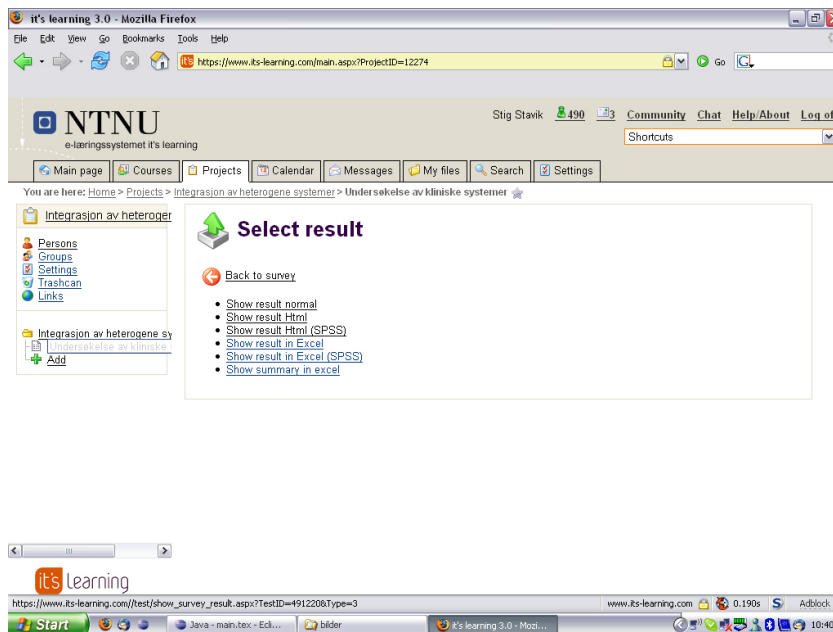 it's learning 3.0 - Mozilla Firefox
File Edit View Go Bookmarks Tools Help
https://www.its-learning.com/main.aspx?ProjectID=12274 Go
NTNU
e-læringssystemet it's learning
Stig Stavik 490 3 Community Chat Help/About Log of
Shortcuts
Main page Courses Projects Calendar Messages My files Search Settings
You are here: Home > Projects > Integrasjon av heterogene systemer > Undersøkelse av kliniske systemer
Integrasjon av heteroger
Persons
Groups
Settings
Trashcan
Links
Integrasjon av heterogene sy
Undersøkelse av kliniske
Add
Select result
Back to survey
Show result normal
Show result Html
Show result Html (SPSS)
Show result in Excel
Show result in Excel (SPSS)
Show summary in excel
it's Learning
https://www.its-learning.com//test/show_survey_result.aspx?TestID=491220&Type=3 www.its-learning.com 0.190s S Adblock
Start Java - main.tex - Ecli... bilder it's learning 3.0 - Mozi... 10:40